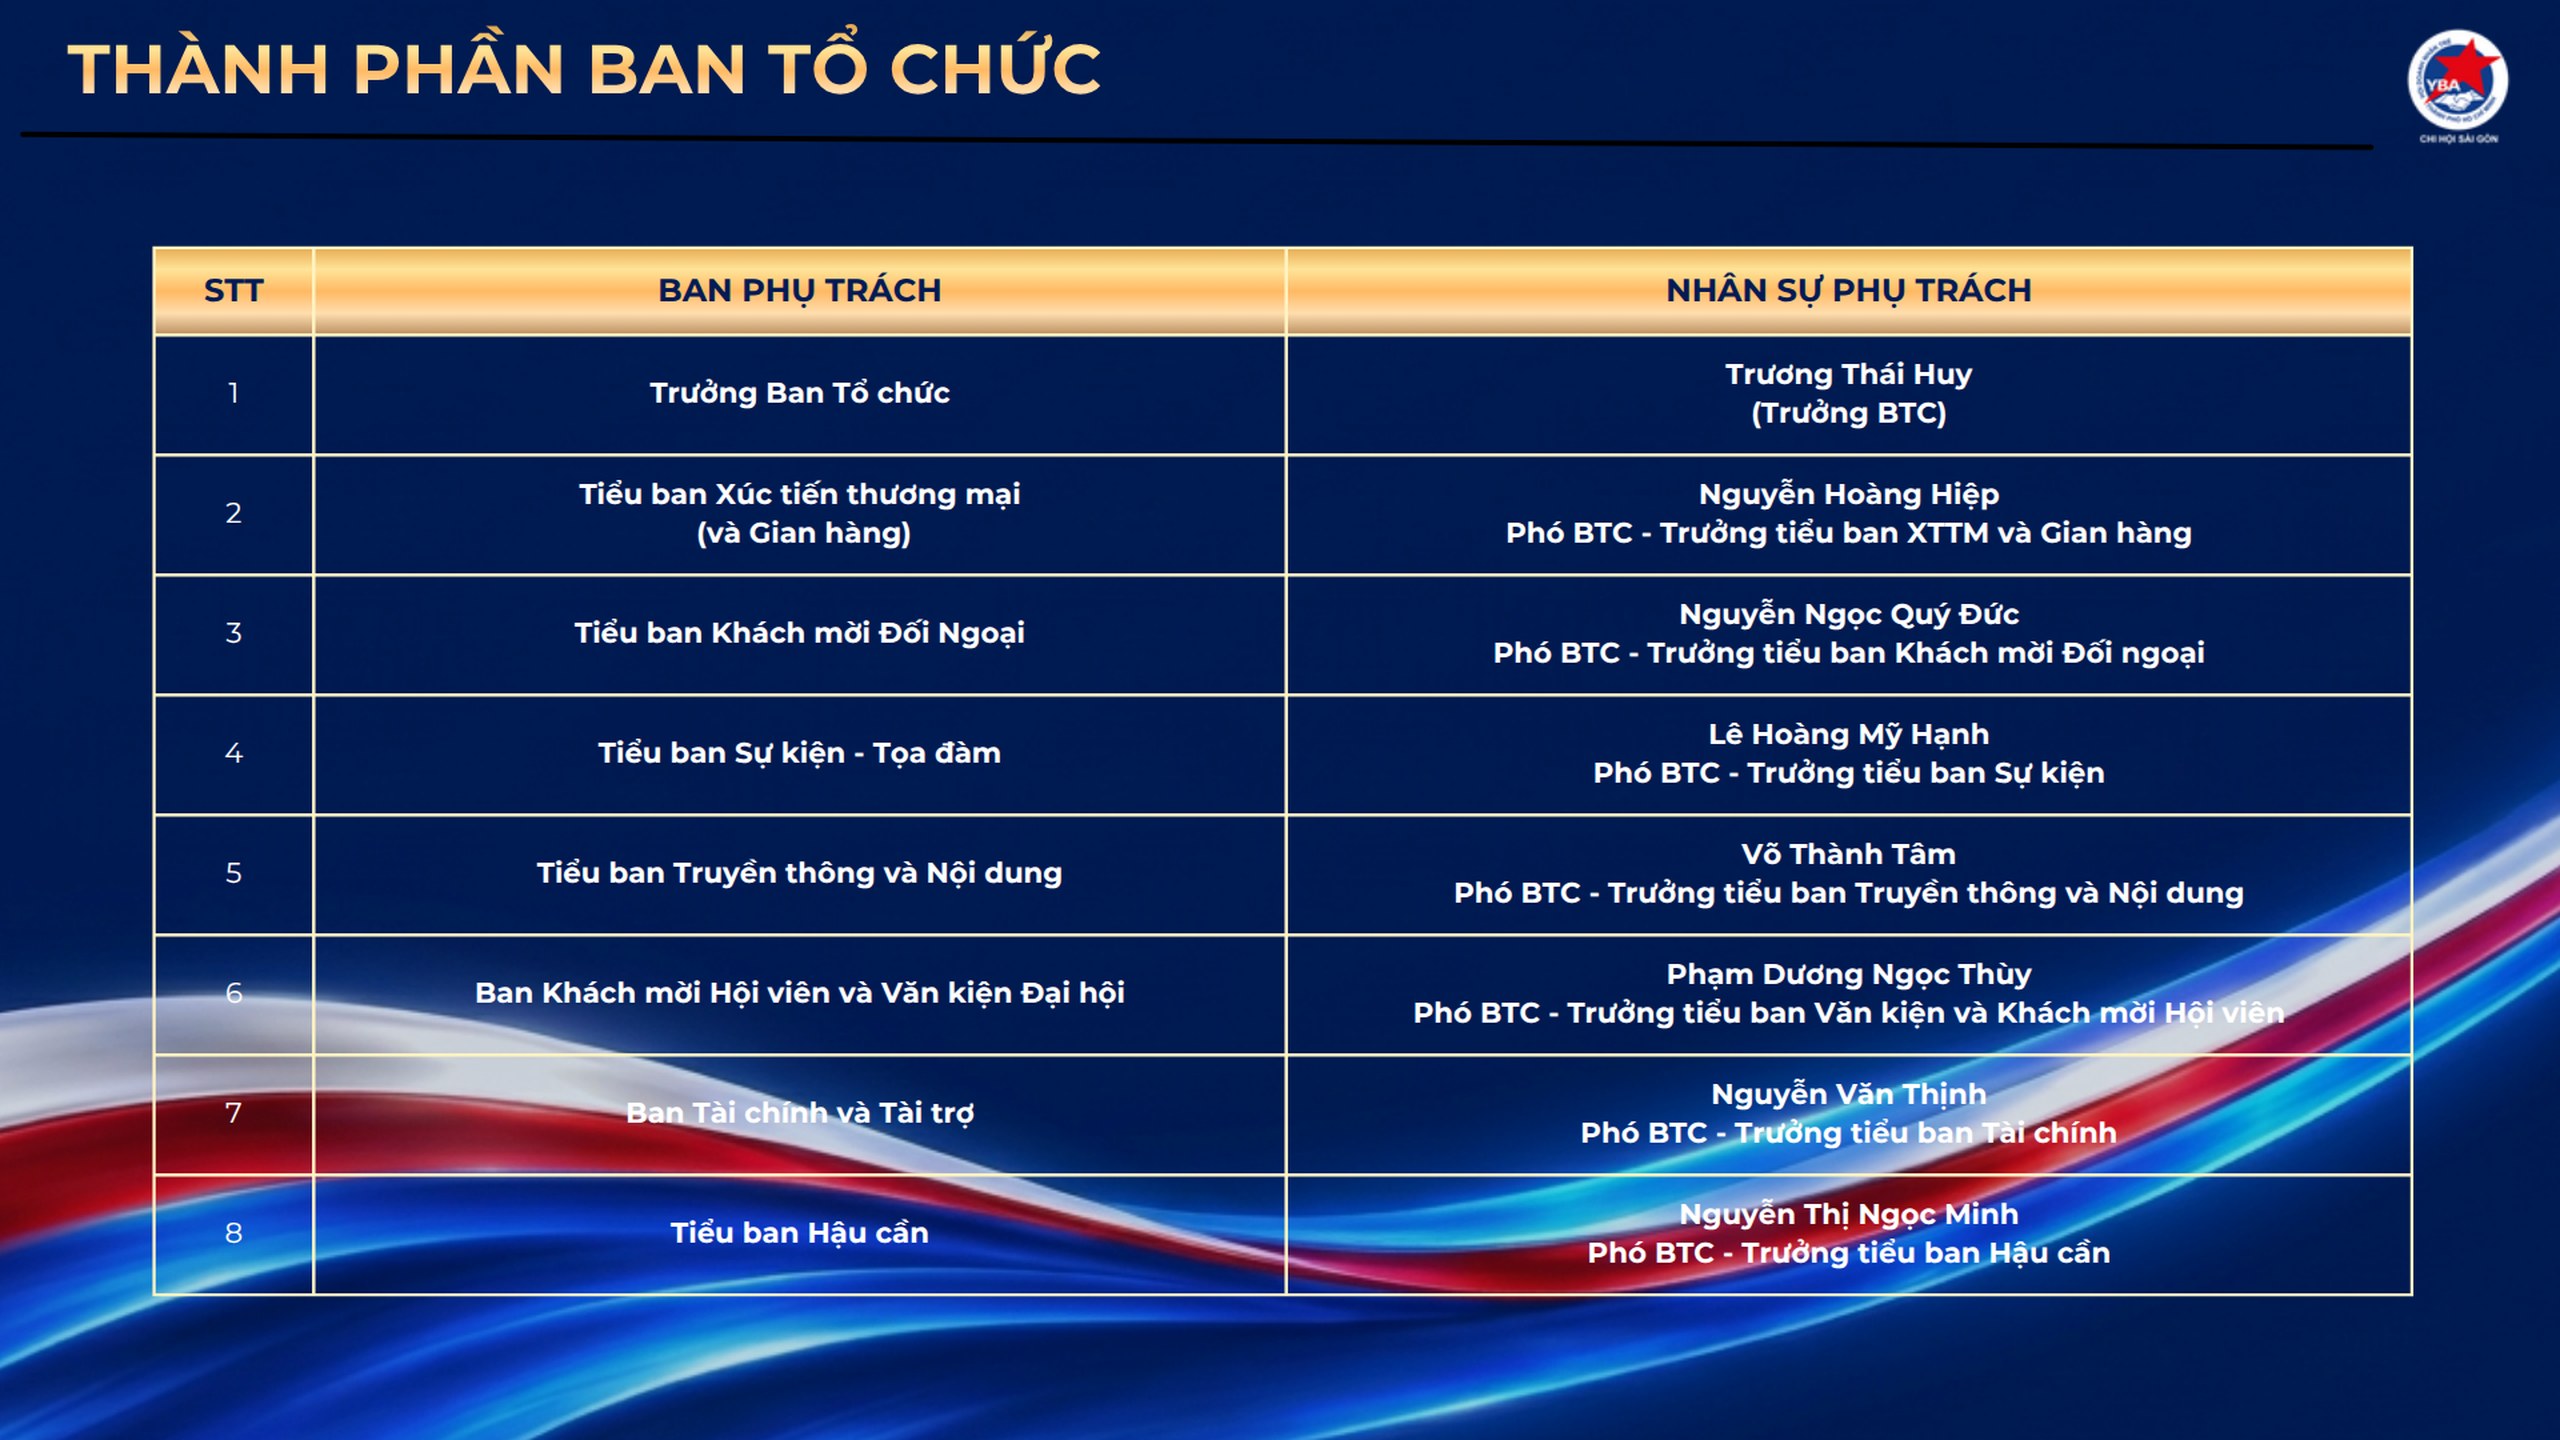 THÀNH PHẦN BAN TỔ CHỨC
YBA
CHI HỘI SÀI GÒN
STT
BAN PHỤ TRÁCH
NHÂN SỰ PHỤ TRÁCH
1
Trưởng Ban Tổ chức
Trương Thái Huy
(Trưởng BTC)
2
Tiểu ban Xúc tiến thương mại
(và Gian hàng)
Nguyễn Hoàng Hiệp
Phó BTC - Trưởng tiểu ban XTTM và Gian hàng
3
Tiểu ban Khách mời Đối Ngoại
Nguyễn Ngọc Quý Đức
Phó BTC - Trưởng tiểu ban Khách mời Đối ngoại
4
Tiểu ban Sự kiện - Tọa đàm
Lê Hoàng Mỹ Hạnh
Phó BTC - Trưởng tiểu ban Sự kiện
5
Tiểu ban Truyền thông và Nội dung
Võ Thành Tâm
Phó BTC - Trưởng tiểu ban Truyền thông và Nội dung
6
Ban Khách mời Hội viên và Văn kiện Đại hội
Phạm Dương Ngọc Thùy
Phó BTC - Trưởng tiểu ban Văn kiện và Khách mời Hội viên
7
Ban Tài chính và Tài trợ
Nguyễn Văn Thịnh
Phó BTC - Trưởng tiểu ban Tài chính
8
Tiểu ban Hậu cần
Nguyễn Thị Ngọc Minh
Phó BTC - Trưởng tiểu ban Hậu cần